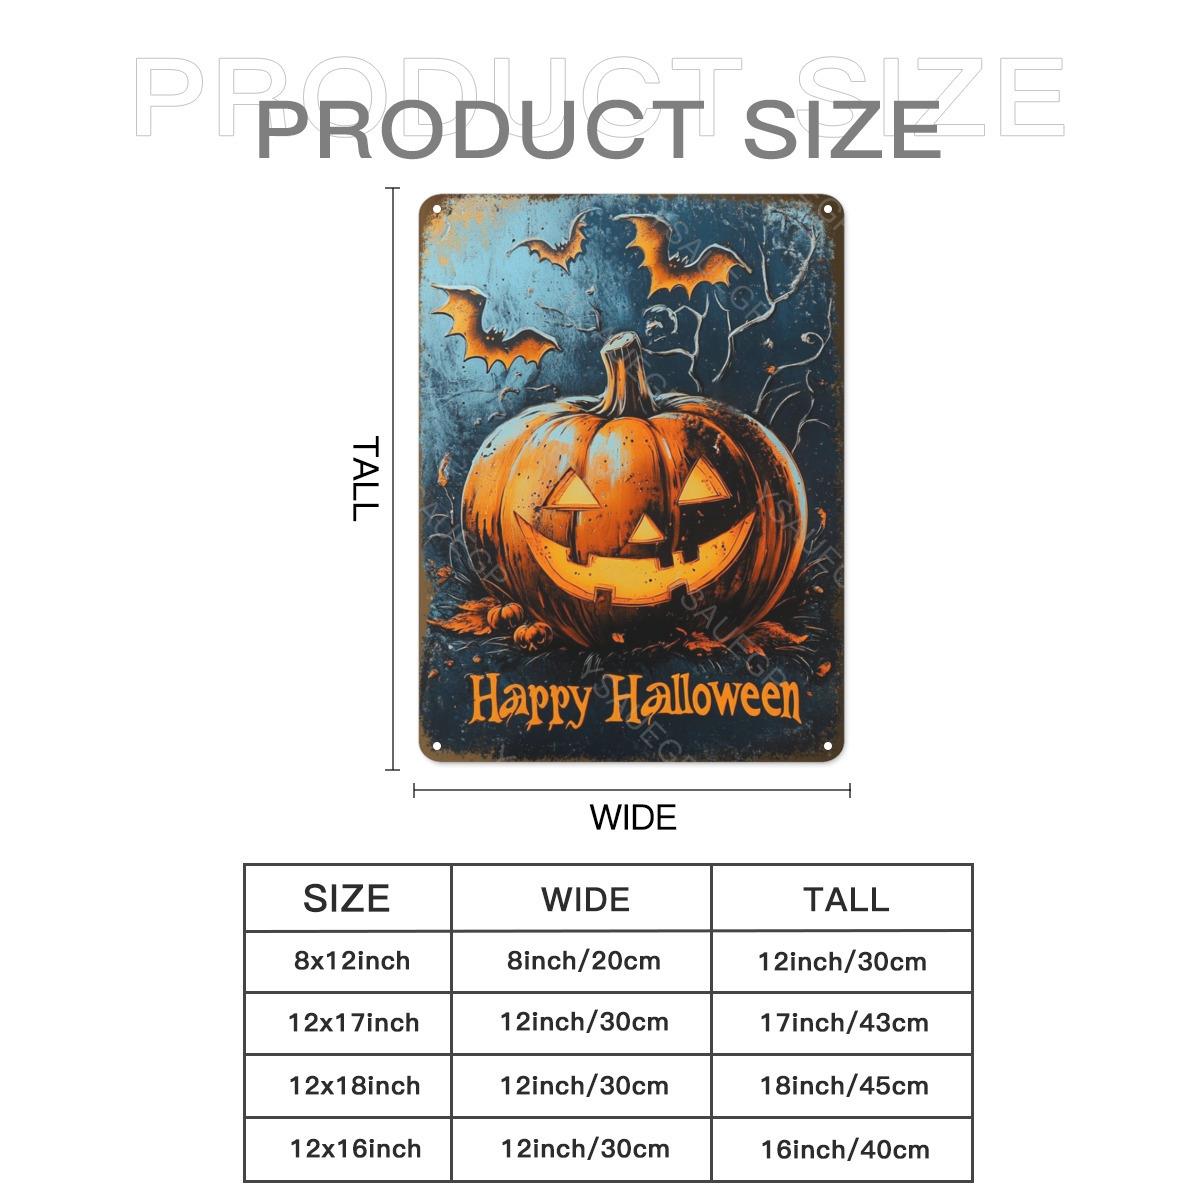 PRODUCT SIZE
PRODUCT SIZE
TALL
Happy Halloween
WIDE
SIZE WIDE TALL
8x12inch 8inch/20cm 12inch/30cm
12x17inch 12inch/30cm 17inch/43cm
12x18inch 12inch/30cm 18inch/45cm
12x16inch 12inch/30cm 16inch/40cm